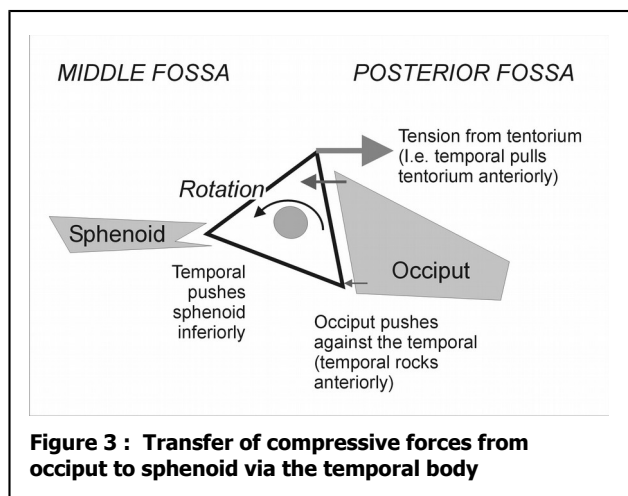 MIDDLE FOSSA
POSTERIOR FOSSA
Tension from tentorium
(I.e. temporal pulls
tentorium anteriorly)
Rotation
Sphenoid
Occiput
Temporal
pushes
sphenoid
inferiorly
Occiput pushes
against the temporal
(temporal rocks
anteriorly)
Figure 3 : Transfer of compressive forces from
occiput to sphenoid via the temporal body